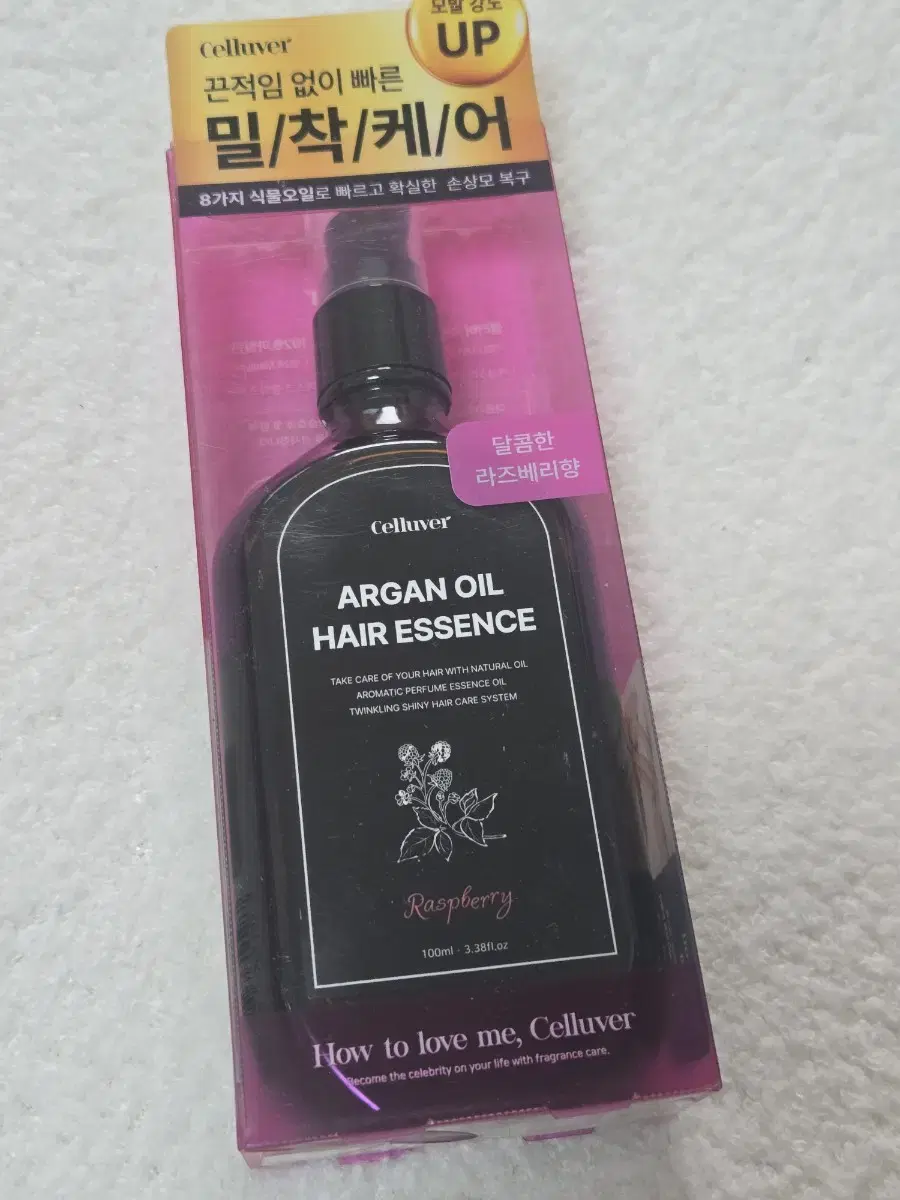 모발 강도
UP
Celluver
끈적임 없이 빠른
밀/착/케/어
8가지 식물오일로 빠르고 확실한 손상모 복구
달콤한
라즈베리향
Celluver
ARGAN OIL
HAIR ESSENCE
TAKE CARE OF YOUR HAIR WITH NATURAL OIL
AROMATIC PERFUME ESSENCE OIL
TWINKLING SHINY HAIR CARE SYSTEM
Raspberry
100ml · 3.38fl.oz
How to love me, Celluver
Become the celebrity on your life with fragrance care.